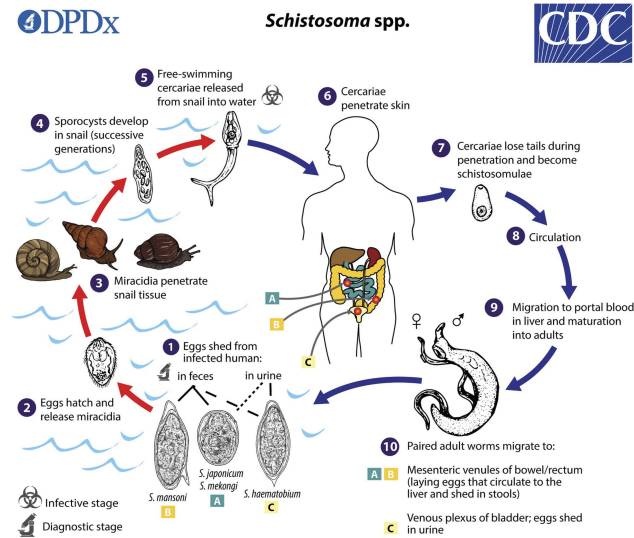 DPDx
Schistosoma spp.
CDC
5 Free-swimming
cercariae released
from snail into water
6 Cercariae
penetrate skin
4 Sporocysts develop
in snail (successive
generations)
7 Cercariae lose tails during
penetration and become
schistosomulae
8 Circulation
3 Miracidia penetrate
snail tissue
A
B
C
9 Migration to portal blood
in liver and maturation
into adults
♀ ♂
1 Eggs shed from
infected human:
in feces
in urine
2 Eggs hatch and
release miracidia
S. mansoni
B
S. japonicum
S. mekongi
A
S. haematobium
C
10 Paired adult worms migrate to:
A B Mesenteric venules of bowel/rectum
(laying eggs that circulate to the
liver and shed in stools)
C Venous plexus of bladder; eggs shed
in urine
Infective stage
Diagnostic stage